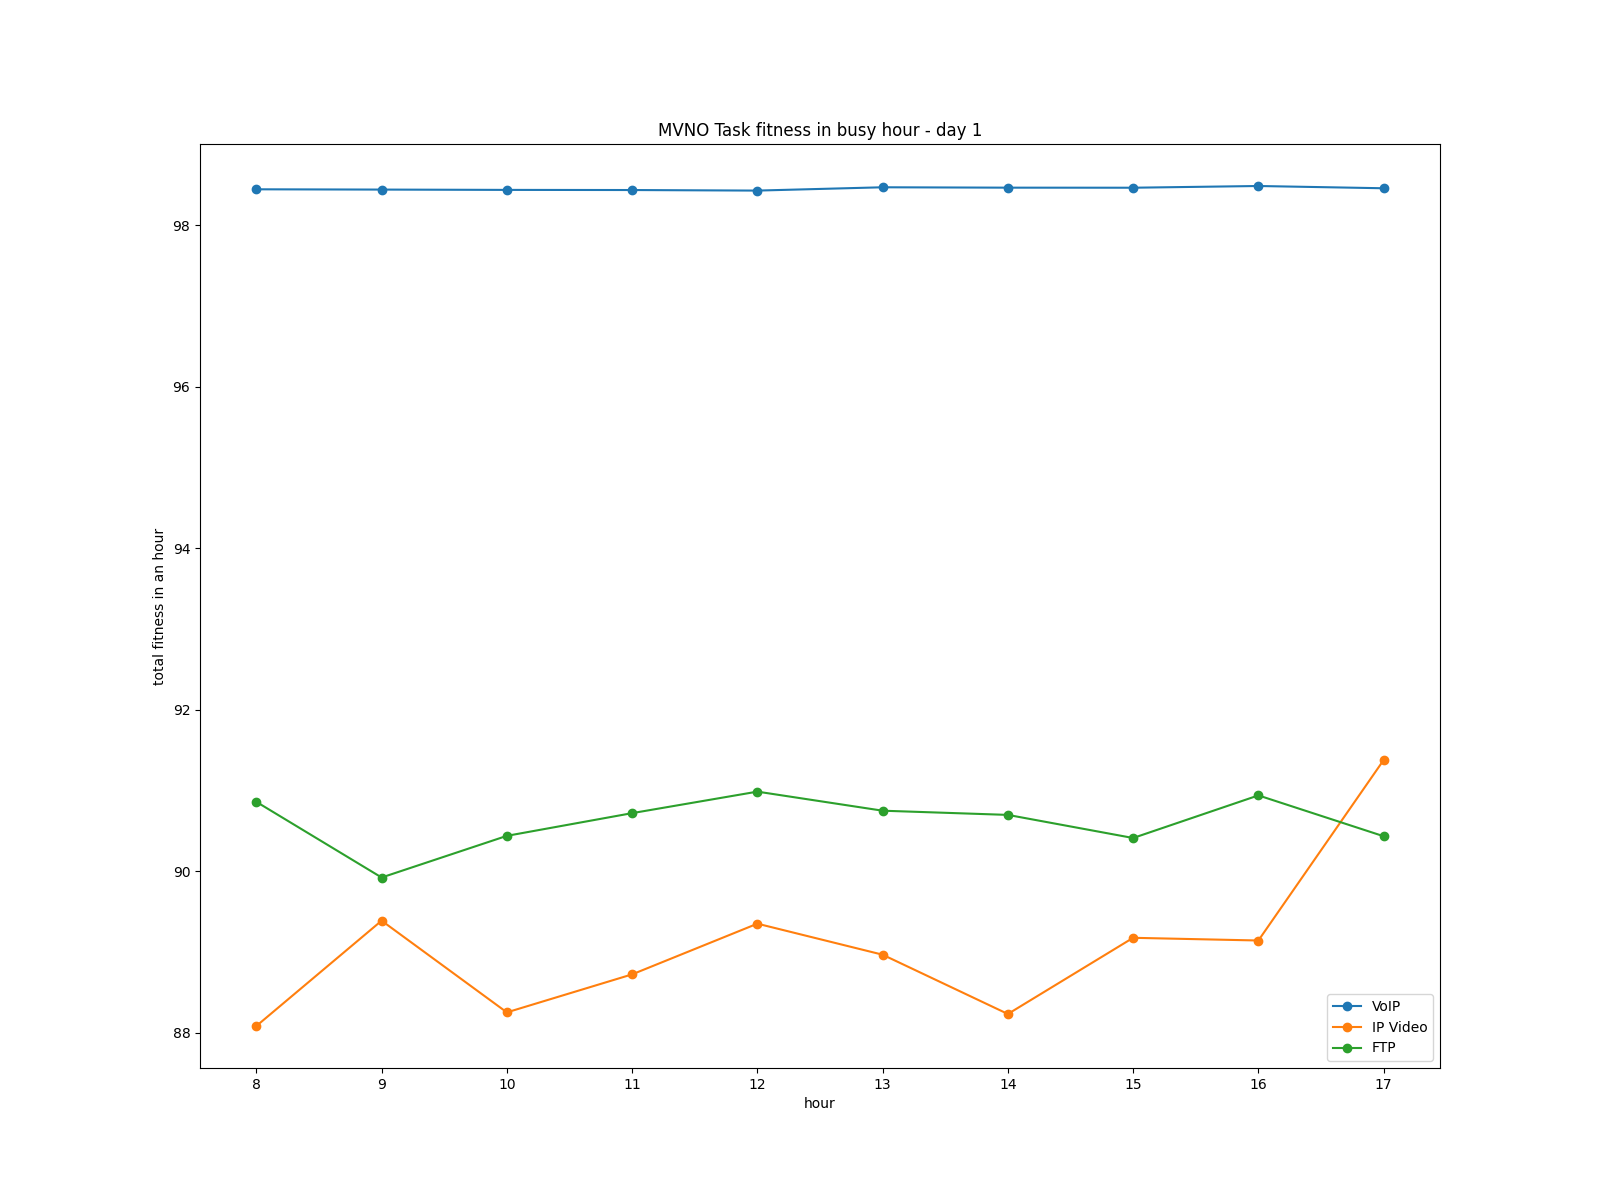 MVNO Task fitness in busy hour - day 1
98
96
94
92
90
88
total fitness in an hour
8 9 10 11 12 13 14 15 16 17
hour
VoIP
IP Video
FTP